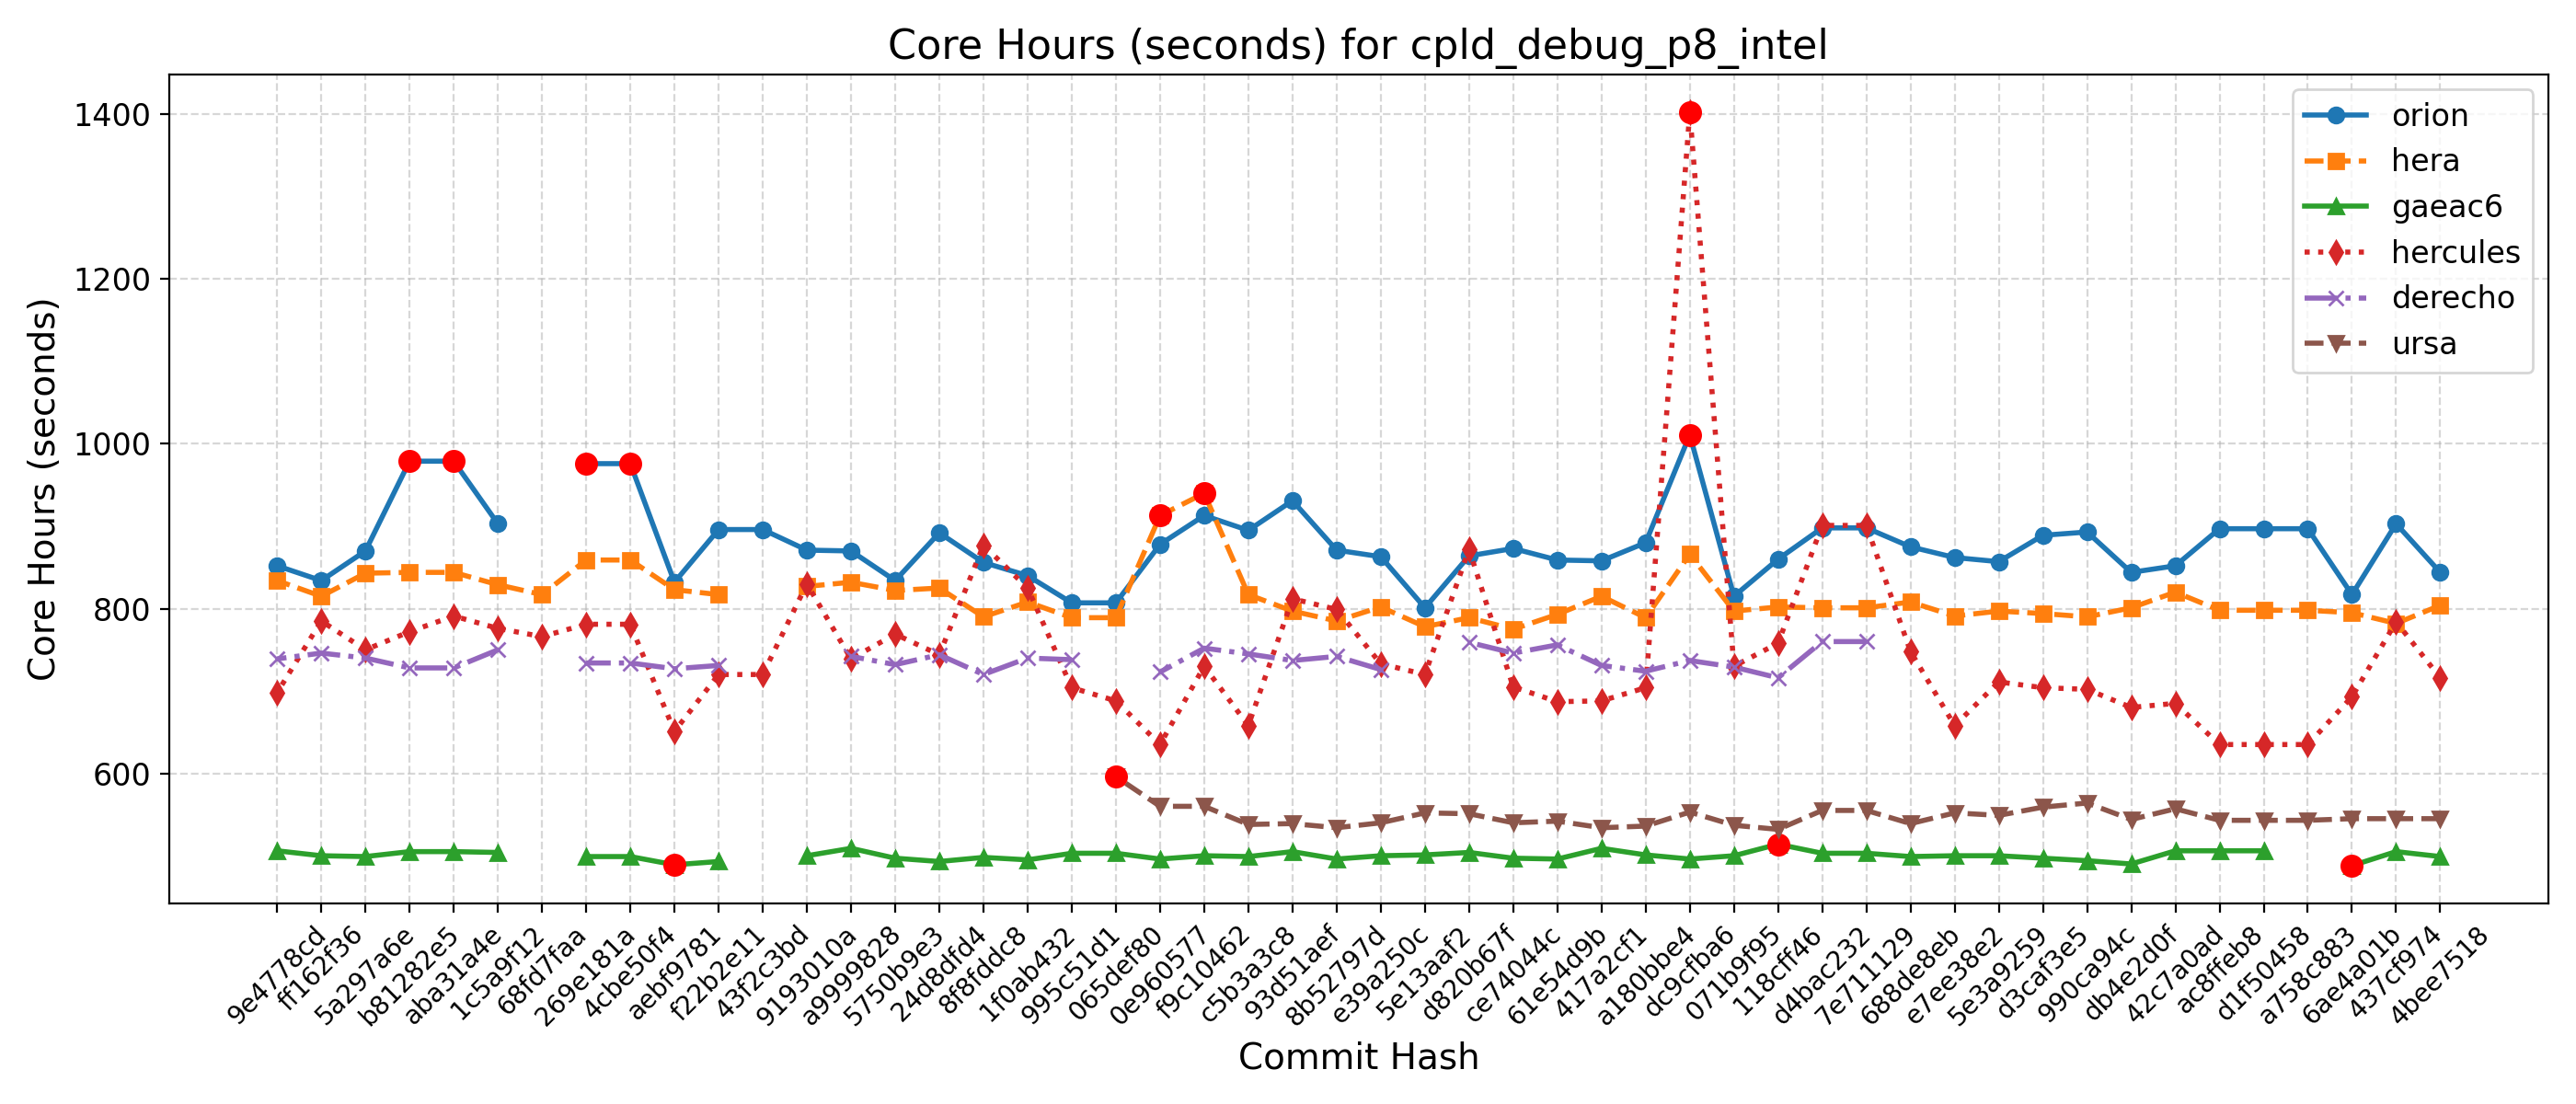 Core Hours (seconds) for cpld_debug_p8_intel
Core Hours (seconds)
1400
1200
1000
800
600
orion
hera
gaeac6
hercules
derecho
ursa
9e4778cd
ff162f36
5a297a6e
b81282e5
aba31a4e
1c5a9f12
68fd7faa
269e181a
4cbe50f4
aebf9781
f22b2e11
43f2c3bd
9193010a
a9999828
5750b9e3
24d8dfd4
8f8fddc8
1f0ab432
995c51d1
065def80
0e960577
f9c10462
c5b3a3c8
93d51aef
8b52797d
e39a250c
5e13aaf2
d820b67f
ce74044c
61e54d9b
417a2cf1
a180bbe4
dc9cfba6
071b9f95
118cff46
d4bac232
7e711129
688de8eb
e7ee38e2
5e3a9259
d3caf3e5
990ca94c
db4e2d0f
42c7a0ad
ac8ffeb8
d1f50458
a758c883
6ae4a01b
437cf974
4bee7518
Commit Hash